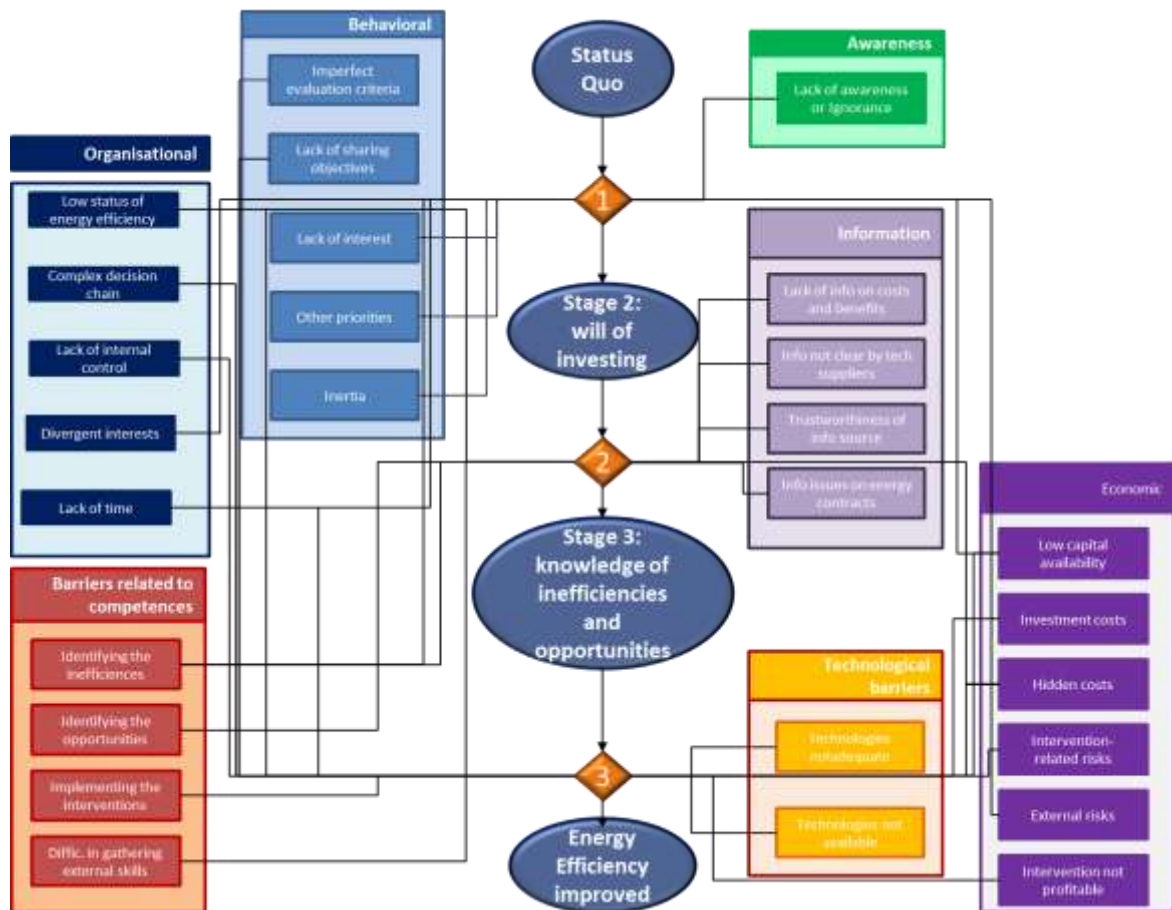 Behavioral
Imperfect
evaluation criteria
Lack of sharing
objectives
Lack of interest
Other priorities
Inertia
Status
Quo
Awareness
Lack of awareness
or Ignorance
Organisational
Low status of
energy efficiency
Complex decision
chain
Lack of internal
control
Divergent interests
Lack of time
1
Information
Lack of info on costs
and benefits
Info not clear by tech
suppliers
Trustworthiness of
info source
Info issues on energy
contracts
Stage 2:
will of
investing
2
Stage 3:
knowledge of
inefficiencies
and
opportunities
Economic
Low capital
availability
Investment costs
Hidden costs
Intervention-
related risks
External risks
Intervention not
profitable
Barriers related to
competences
Identifying the
inefficiences
Identifying the
opportunities
Implementing the
interventions
Diffic. in gathering
external skills
Technological
barriers
Technologies
notadequate
Technologies not
available
3
Energy
Efficiency
improved